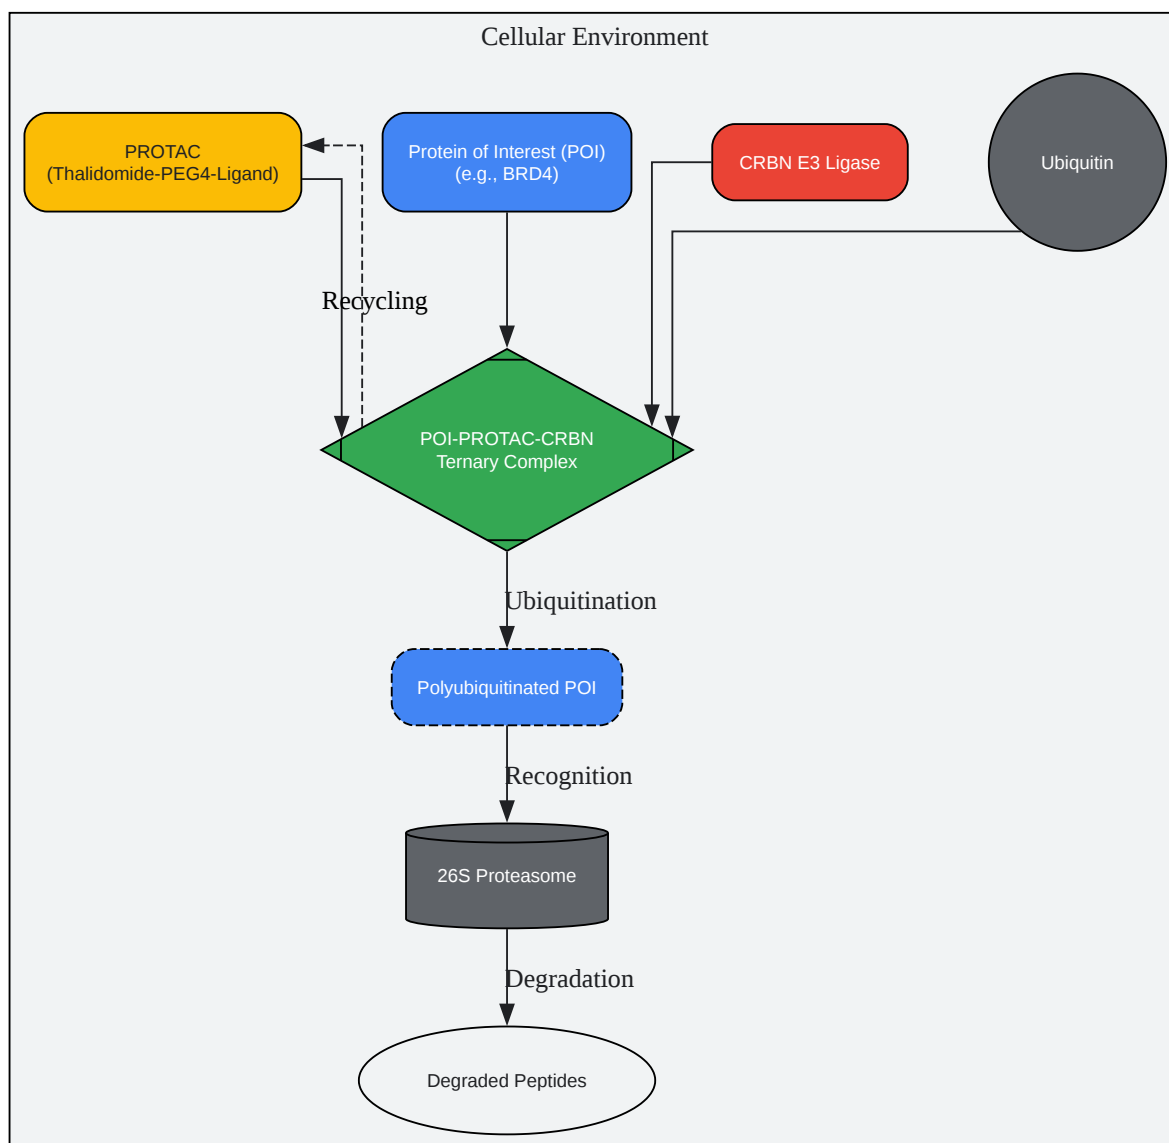 Cellular Environment
PROTAC
(Thalidomide-PEG4-Ligand)
Protein of Interest (POI)
(e.g., BRD4)
CRBN E3 Ligase
Ubiquitin
Recycling
POI-PROTAC-CRBN
Ternary Complex
Ubiquitination
Polyubiquitinated POI
Recognition
26S Proteasome
Degradation
Degraded Peptides